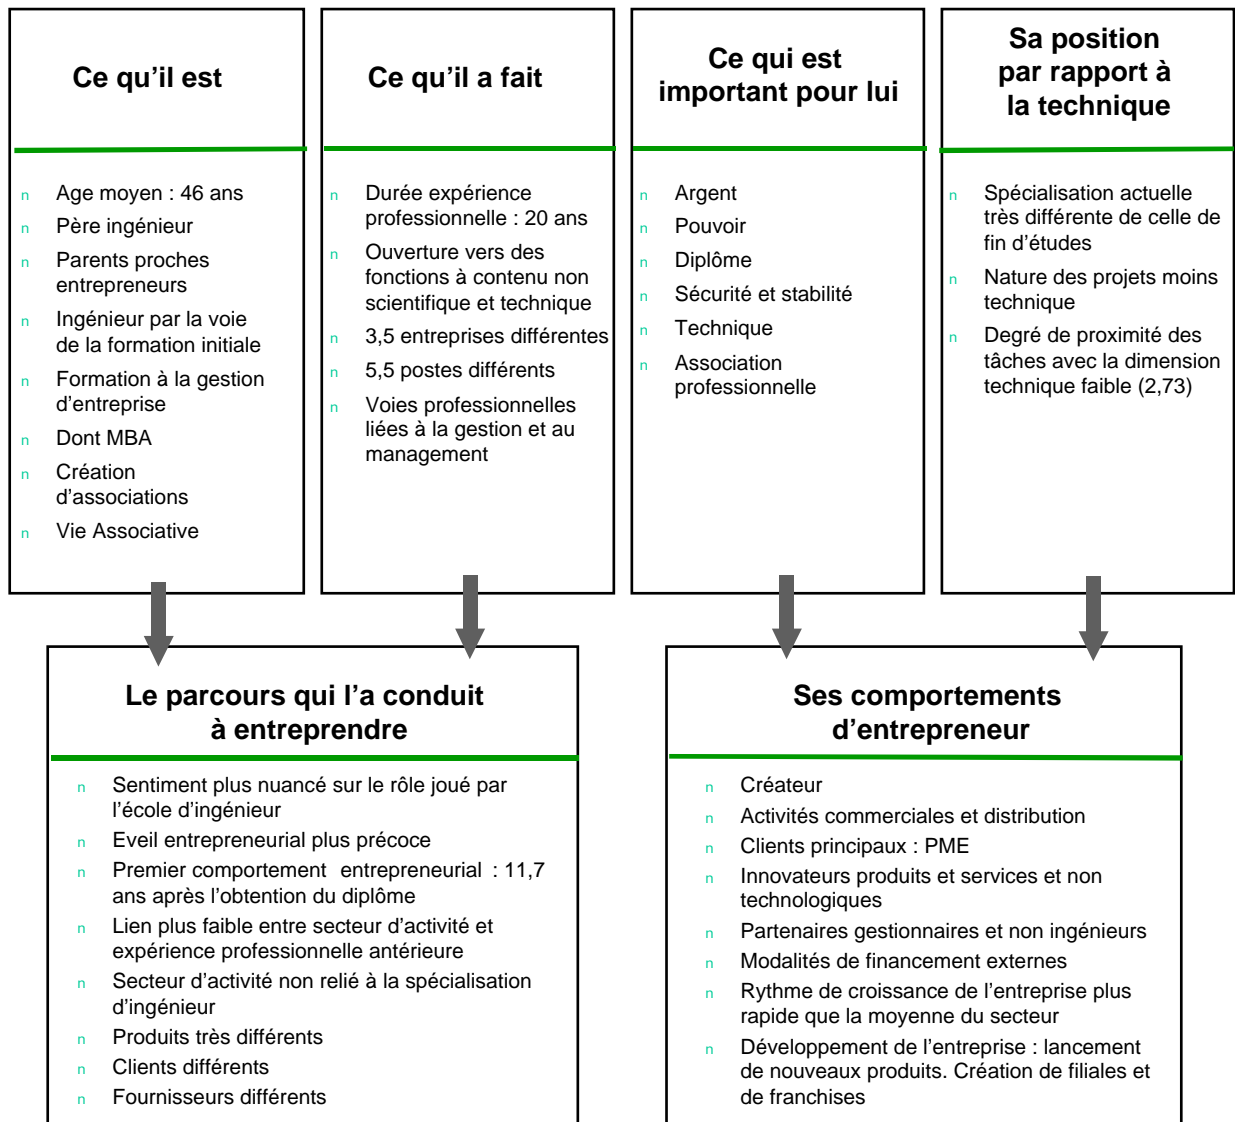 Ce qu'il est
n Age moyen : 46 ans
n Père ingénieur
n Parents proches
entrepreneurs
n Ingénieur par la voie
de la formation initiale
n Formation à la gestion
d'entreprise
n Dont MBA
n Création
d'associations
n Vie Associative
Ce qu'il a fait
n Durée expérience
professionnelle : 20 ans
n Ouverture vers des
fonctions à contenu non
scientifique et technique
n 3,5 entreprises différentes
n 5,5 postes différents
n Voies professionnelles
liées à la gestion et au
management
Ce qui est
important pour lui
n Argent
n Pouvoir
n Diplôme
n Sécurité et stabilité
n Technique
n Association
professionnelle
Sa position
par rapport à
la technique
n Spécialisation actuelle
très différente de celle de
fin d'études
n Nature des projets moins
technique
n Degré de proximité des
tâches avec la dimension
technique faible (2,73)
Le parcours qui l'a conduit
à entreprendre
n Sentiment plus nuancé sur le rôle joué par
l'école d'ingénieur
n Eveil entrepreneurial plus précoce
n Premier comportement entrepreneurial : 11,7
ans après l'obtention du diplôme
n Lien plus faible entre secteur d'activité et
expérience professionnelle antérieure
n Secteur d'activité non relié à la spécialisation
d'ingénieur
n Produits très différents
n Clients différents
n Fournisseurs différents
Ses comportements
d'entrepreneur
n Créateur
n Activités commerciales et distribution
n Clients principaux : PME
n Innovateurs produits et services et non
technologiques
n Partenaires gestionnaires et non ingénieurs
n Modalités de financement externes
n Rythme de croissance de l'entreprise plus
rapide que la moyenne du secteur
n Développement de l'entreprise : lancement
de nouveaux produits. Création de filiales et
de franchises